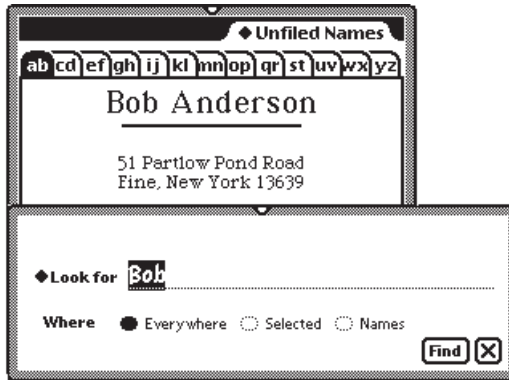 ◆Unfiled Names
ab cd ef gh ij kl mn op qr st uv wx yz
Bob Anderson
51 Partlow Pond Road
Fine, New York 13639
◆Look for Bob
Where Everywhere Selected Names
Find X